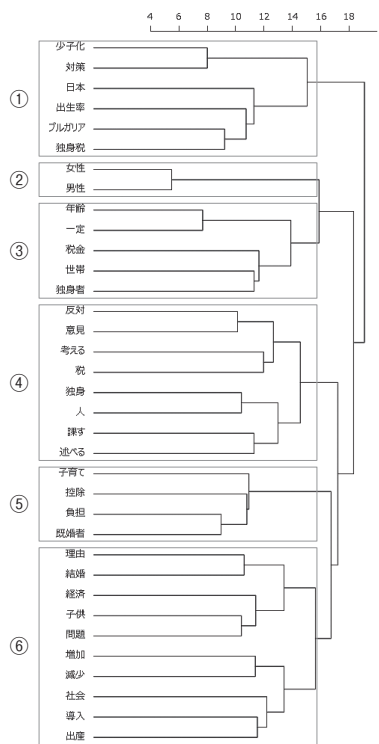 4 6 8 10 12 14 16 18
①
少子化
対策
日本
出生率
ブルガリア
独身税
②
女性
男性
③
年齢
一定
税金
世帯
独身者
④
反対
意見
考える
税
独身
人
課す
述べる
⑤
子育て
控除
負担
既婚者
⑥
理由
結婚
経済
子供
問題
増加
減少
社会
導入
出産